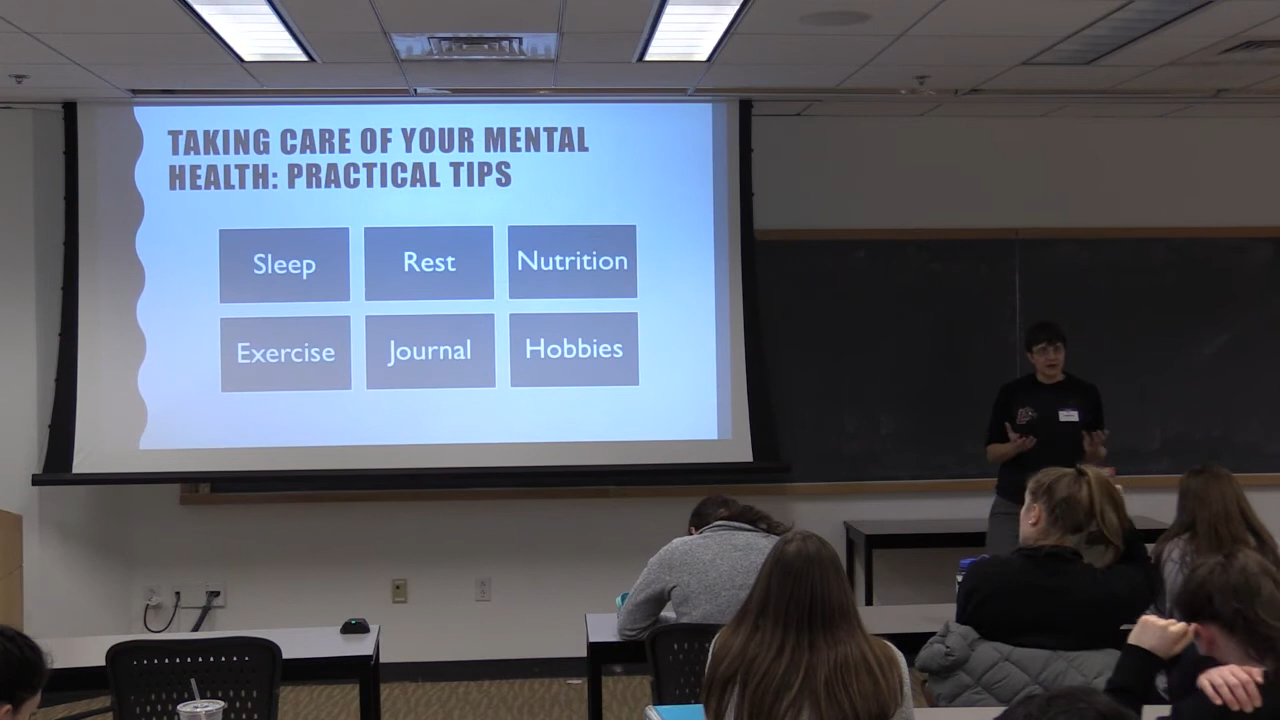 TAKING CARE OF YOUR MENTAL
HEALTH: PRACTICAL TIPS
Sleep
Rest
Nutrition
Exercise
Journal
Hobbies